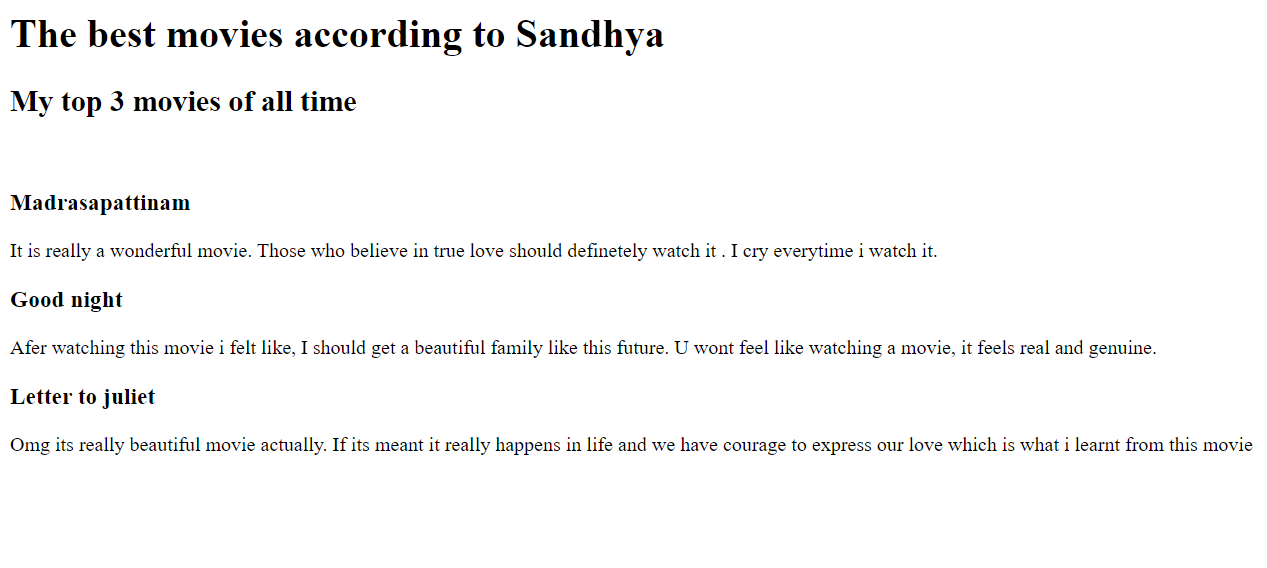 The best movies according to Sandhya
My top 3 movies of all time
Madrasapattinam
It is really a wonderful movie. Those who believe in true love should definetely watch it . I cry everytime i watch it.
Good night
Afer watching this movie i felt like, I should get a beautiful family like this future. U wont feel like watching a movie, it feels real and genuine.
Letter to juliet
Omg its really beautiful movie actually. If its meant it really happens in life and we have courage to express our love which is what i learnt from this movie